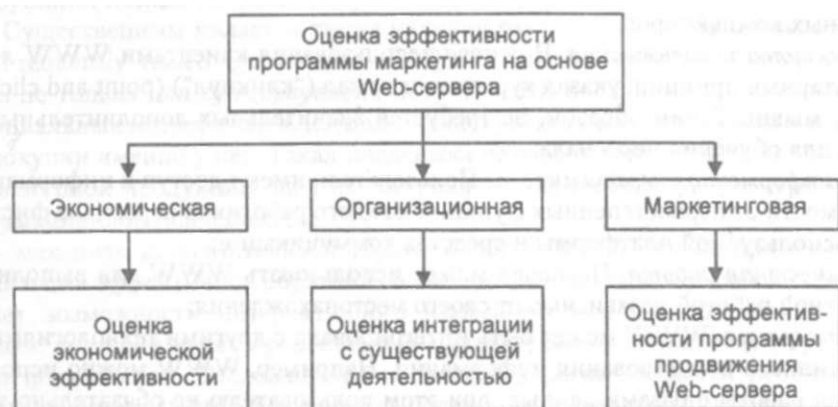 Оценка эффективности
программы маркетинга на основе
Web-сервера
Экономическая
Организационная
Маркетинговая
Оценка
экономической
эффективности
Оценка интеграции
с существующей
деятельностью
Оценка эффектив-
ности программы
продвижения
Web-сервера